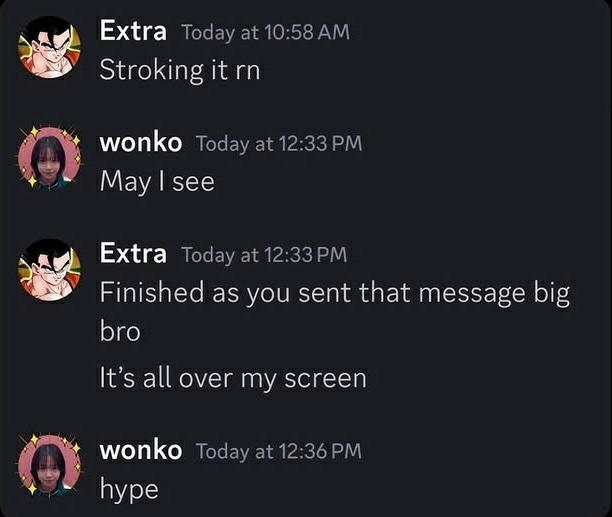 Extra Today at 10:58 AM
Stroking it rn
wonko Today at 12:33 PM
May I see
Extra Today at 12:33 PM
Finished as you sent that message big
bro
It's all over my screen
wonko Today at 12:36 PM
hype